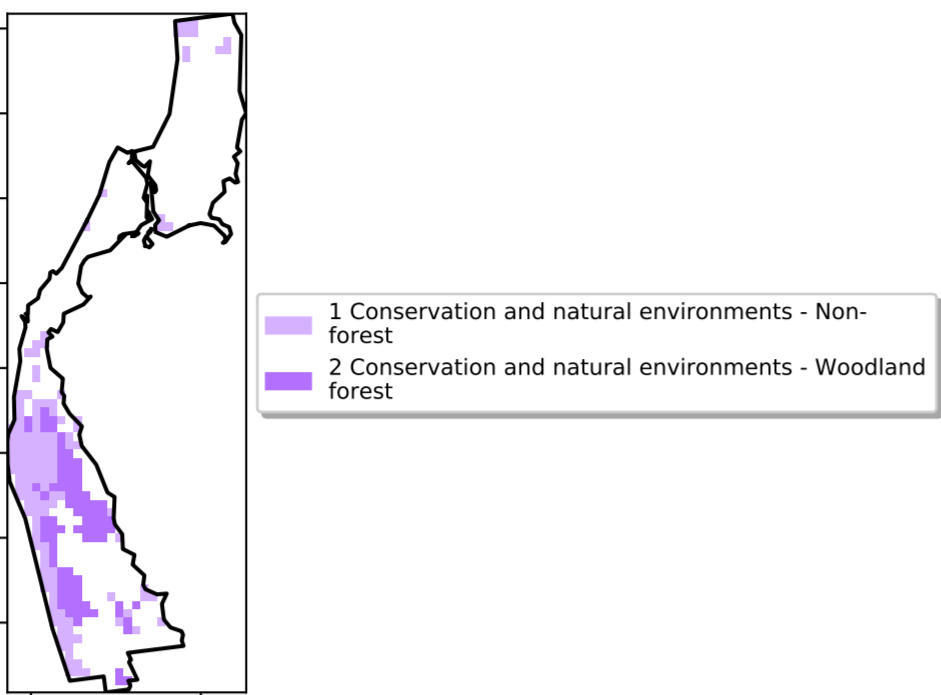 1 Conservation and natural environments - Non-
forest
2 Conservation and natural environments - Woodland
forest